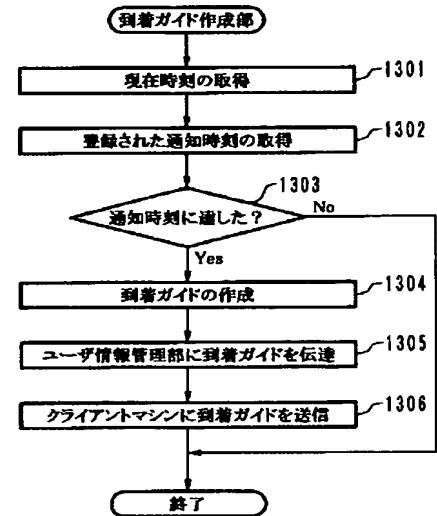 到着ガイド作成部
現在時刻の取得
1301
登録された通知時刻の取得
1302
1303
通知時刻に達した?
No
Yes
到着ガイドの作成
1304
ユーザ情報管理部に到着ガイドを伝達
1305
クライアントマシンに到着ガイドを送信
1306
終了